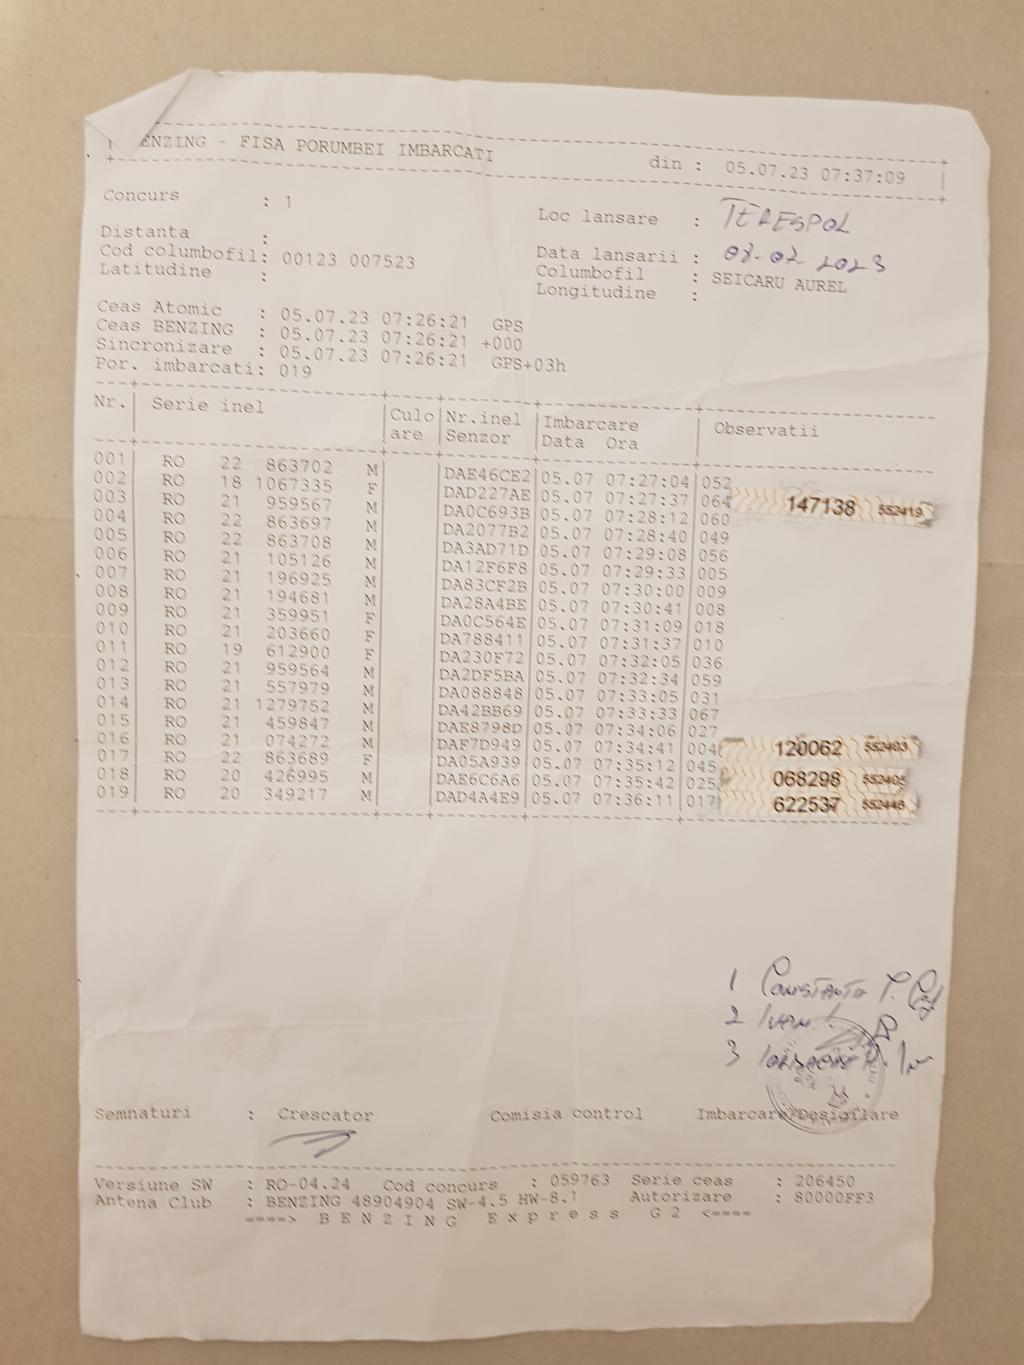 ENZING - FISA PORUMBEI IMBARCATI din : 05.07.23 07:37:09
Concurs : 1
Loc lansare : TERESPOL
Distanta :
Cod columbofil: 00123 007523
Data lansarii : 08.07.2023
Latitudine :
Columbofil : SEICARU AUREL
Longitudine :
Ceas Atomic : 05.07.23 07:26:21 GPS
Ceas BENZING : 05.07.23 07:26:21 +000
Sincronizare : 05.07.23 07:26:21 GPS+03h
Por. imbarcati: 019
Nr. Serie inel Culo Nr.inel Imbarcare Observatii
are Senzor Data Ora
001 RO 22 863702 M DAE46CE2 05.07 07:27:04 052
002 RO 18 1067335 F DAD227AE 05.07 07:27:37 064 147138 552419
003 RO 21 959567 M DA0C693B 05.07 07:28:12 060
004 RO 22 863697 M DA2077B2 05.07 07:28:40 049
005 RO 22 863708 M DA3AD71D 05.07 07:29:08 056
006 RO 21 105126 M DA12F6F8 05.07 07:29:33 005
007 RO 21 196925 M DA83CF2B 05.07 07:30:00 009
008 RO 21 194681 M DA28A4BE 05.07 07:30:41 008
009 RO 21 359951 F DA0C564E 05.07 07:31:09 018
010 RO 21 203660 F DA788411 05.07 07:31:37 010
011 RO 19 612900 F DA230F72 05.07 07:32:05 036
012 RO 21 959564 M DA2DF5BA 05.07 07:32:34 059
013 RO 21 557979 M DA088848 05.07 07:33:05 031
014 RO 21 1279752 M DA42BB69 05.07 07:33:33 067
015 RO 21 459847 M DAE8798D 05.07 07:34:06 027
016 RO 21 074272 M DAF7D949 05.07 07:34:41 004 120062 552403
017 RO 22 863689 F DA05A939 05.07 07:35:12 045
018 RO 20 426995 M DAE6C6A6 05.07 07:35:42 025 068298 552405
019 RO 20 349217 M DAD4A4E9 05.07 07:36:11 017 622537 552448
1
2
3
Semnaturi : Crescator Comisia control Imbarcare/Desigilare
Versiune SW : RO-04.24 Cod concurs : 059763 Serie ceas : 206450
Antena Club : BENZING 48904904 SW-4.5 HW-8.1 Autorizare : 80000FF3
====> B E N Z I N G E x p r e s s G 2 <====